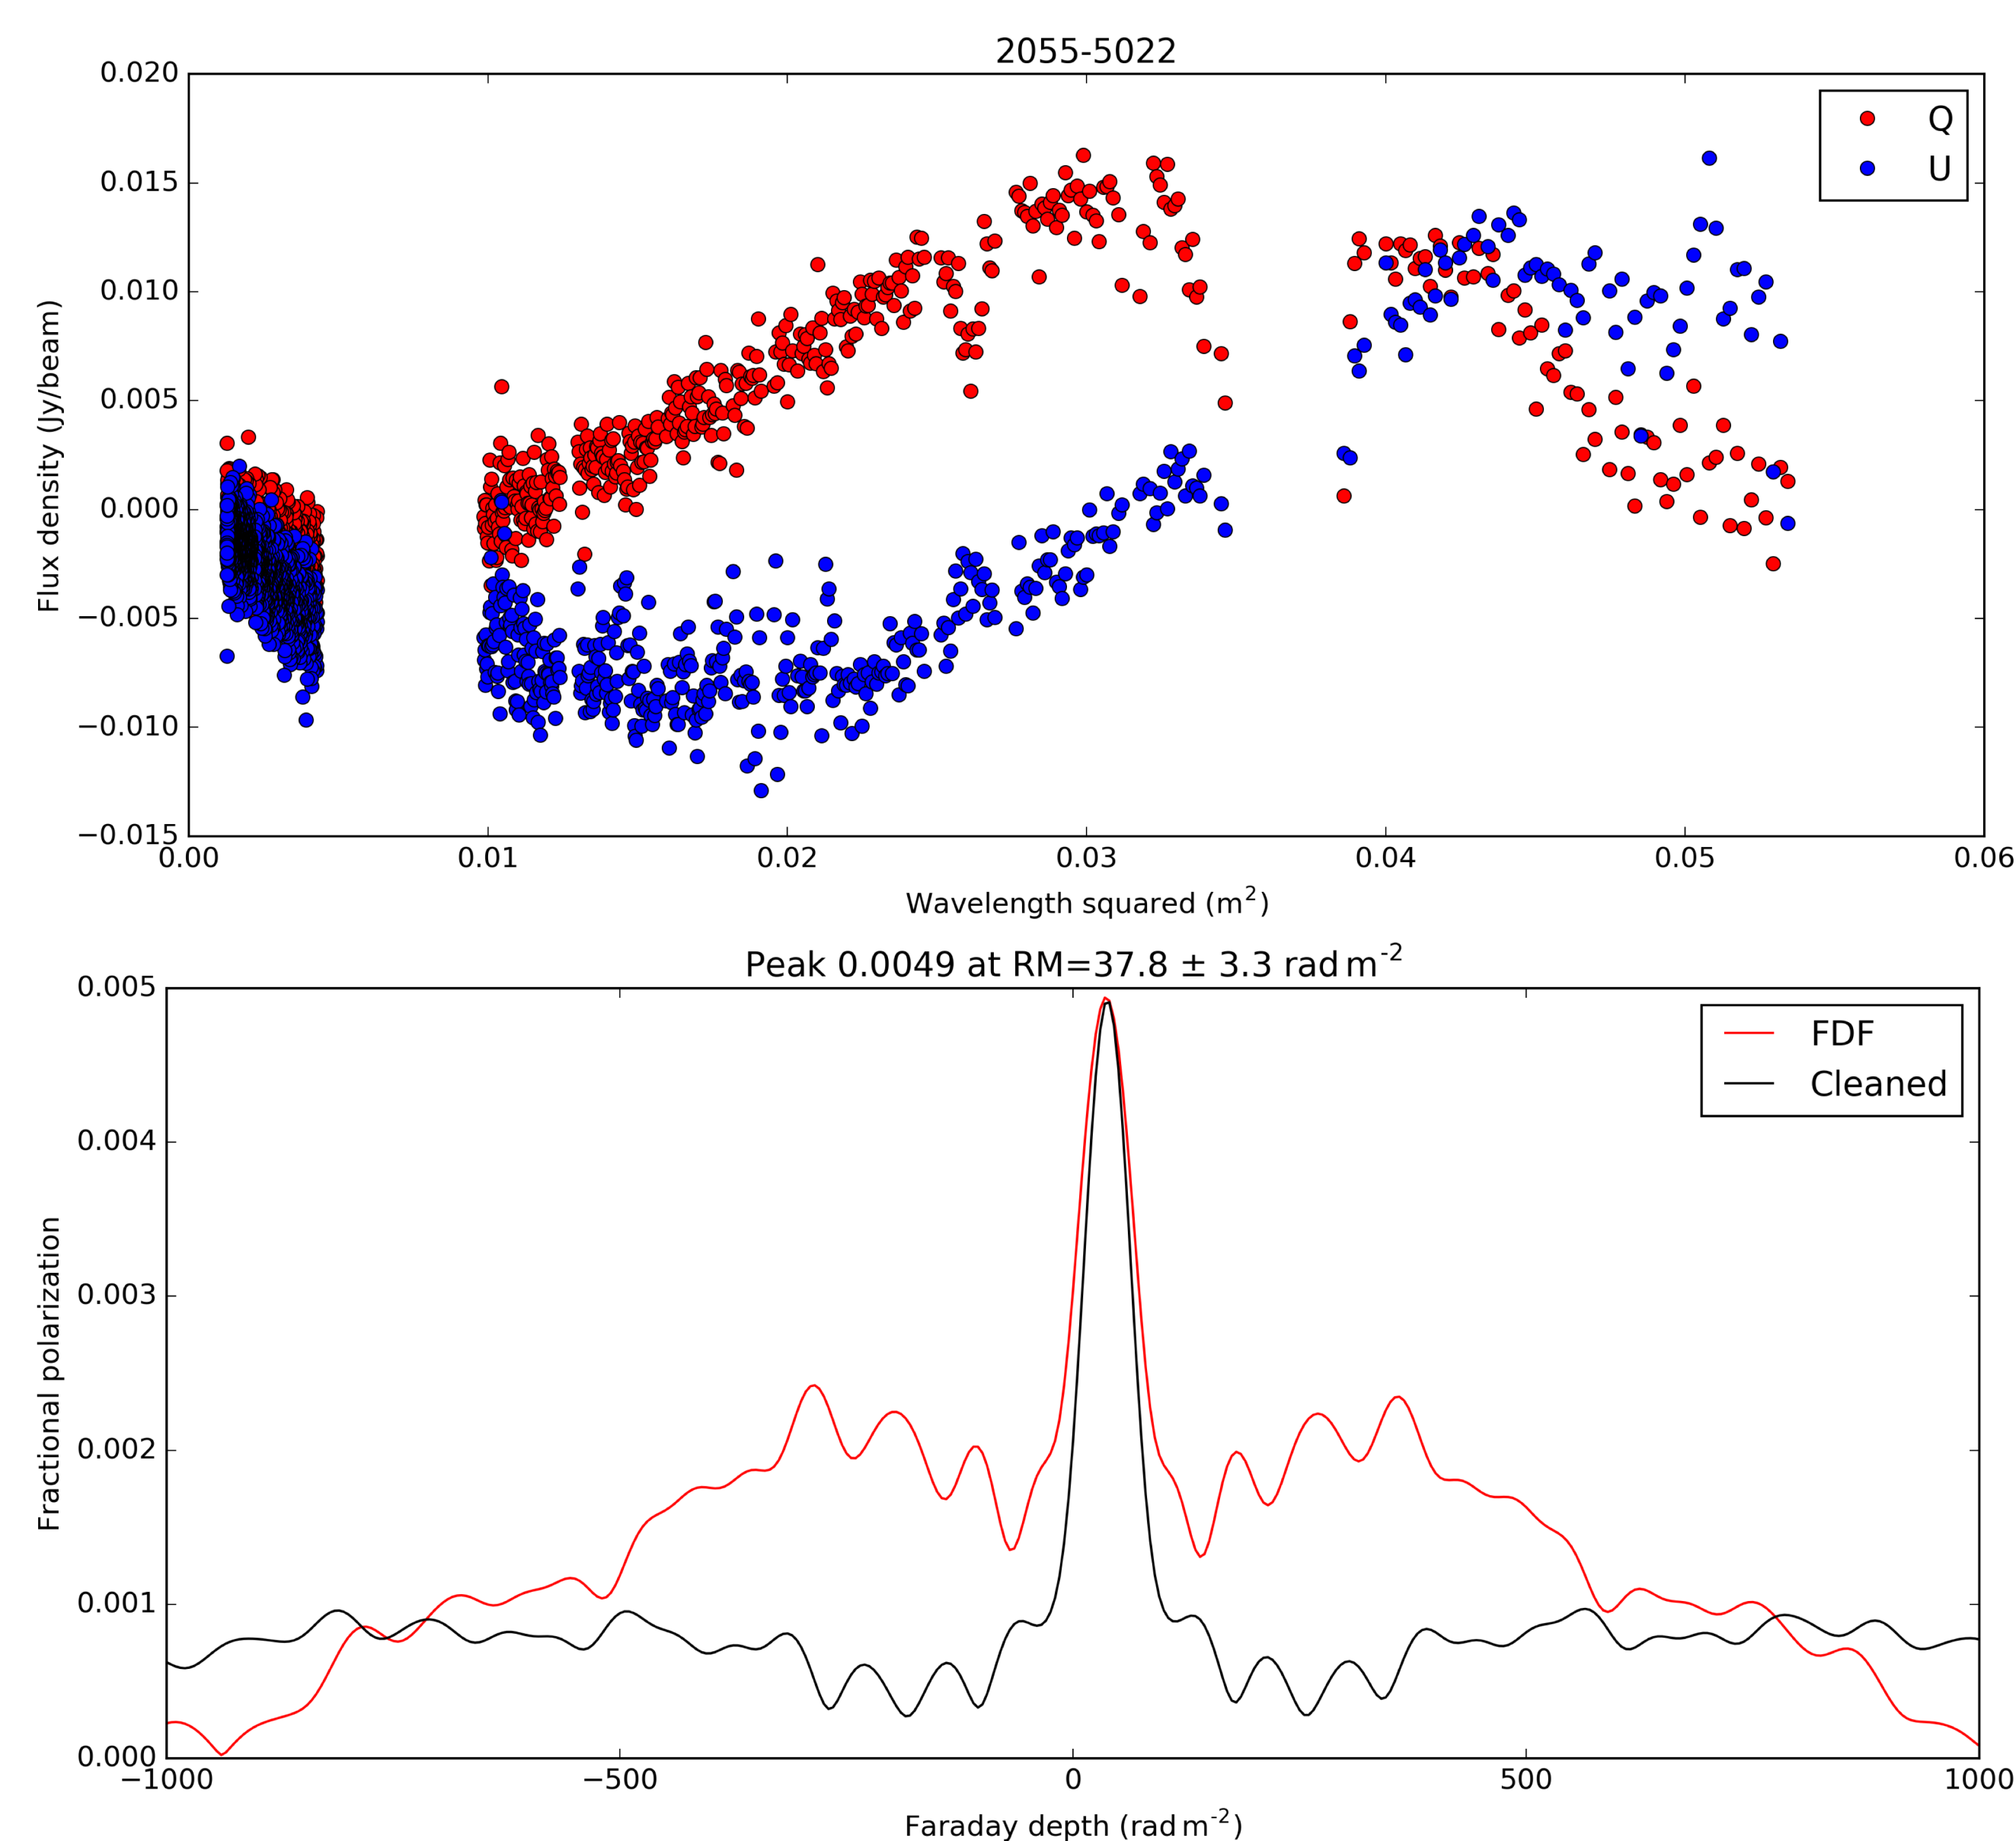 2055-5022
0.020
0.015
0.010
0.005
0.000
−0.005
−0.010
−0.015
Flux density (Jy/beam)
Q
U
0.00 0.01 0.02 0.03 0.04 0.05 0.06
Wavelength squared (m²)
Peak 0.0049 at RM=37.8 ± 3.3 rad m⁻²
0.005
0.004
0.003
0.002
0.001
0.000
Fractional polarization
FDF
Cleaned
−1000 −500 0 500 1000
Faraday depth (rad m⁻²)